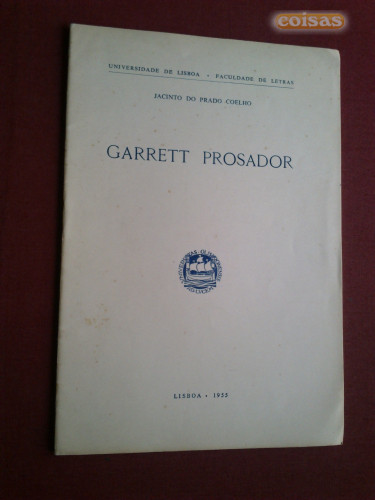 coisas
UNIVERSIDADE DE LISBOA - FACULDADE DE LETRAS
JACINTO DO PRADO COELHO
GARRETT PROSADOR
LISBOA • 1955